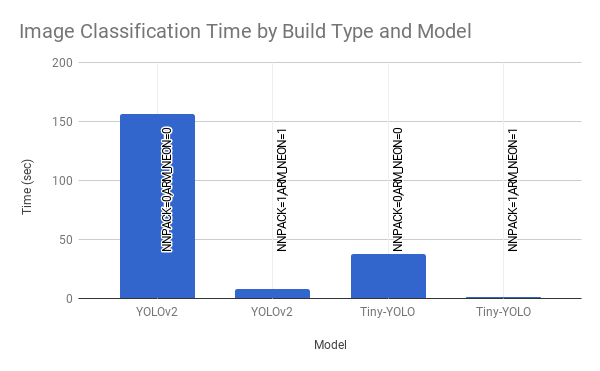 Image Classification Time by Build Type and Model
200
150
100
50
0
Time (sec)
NNPACK=0,ARM_NEON=0
NNPACK=1,ARM_NEON=1
NNPACK=0,ARM_NEON=0
NNPACK=1,ARM_NEON=1
YOLOv2
YOLOv2
Tiny-YOLO
Tiny-YOLO
Model